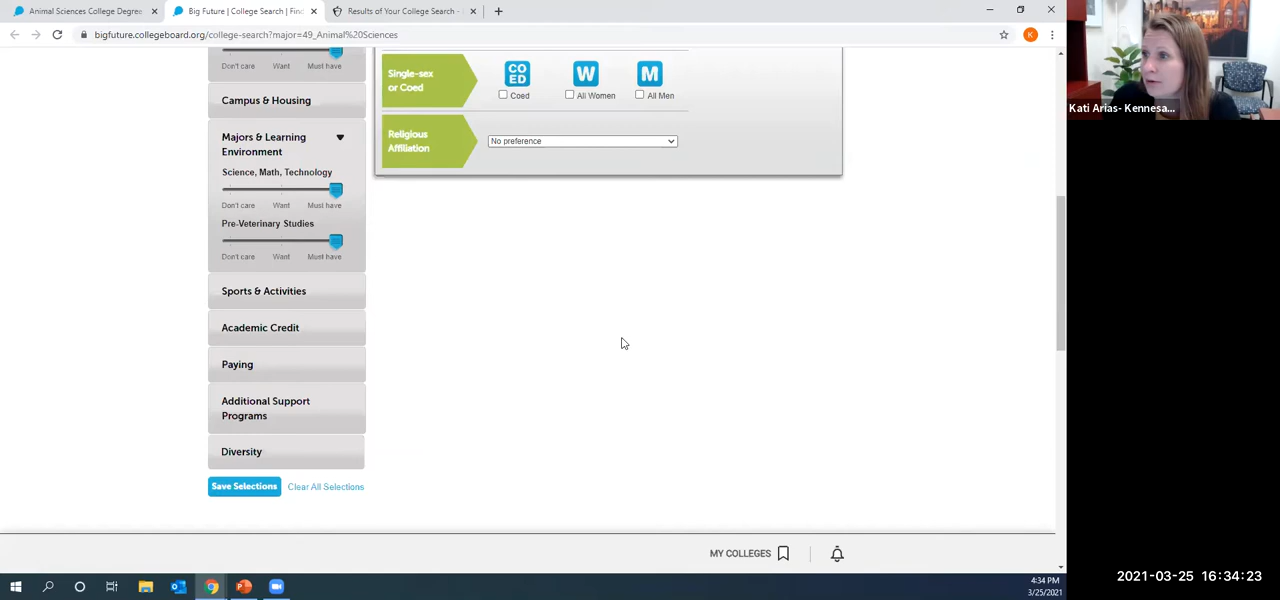 Animal Sciences College Degree
Big Future | College Search | Find
Results of Your College Search -
bigfuture.collegeboard.org/college-search?major=49_Animal%20Sciences
K
Don't care Want Must have
Campus & Housing
Majors & Learning
Environment
Science, Math, Technology
Don't care Want Must have
Pre-Veterinary Studies
Don't care Want Must have
Sports & Activities
Academic Credit
Paying
Additional Support
Programs
Diversity
Save Selections Clear All Selections
Single-sex
or Coed
CO
ED
W
M
Coed
All Women
All Men
Religious
Affiliation
No preference
MY COLLEGES
4:34 PM
3/25/2021
Kati Arias- Kennesa...
2021-03-25 16:34:23